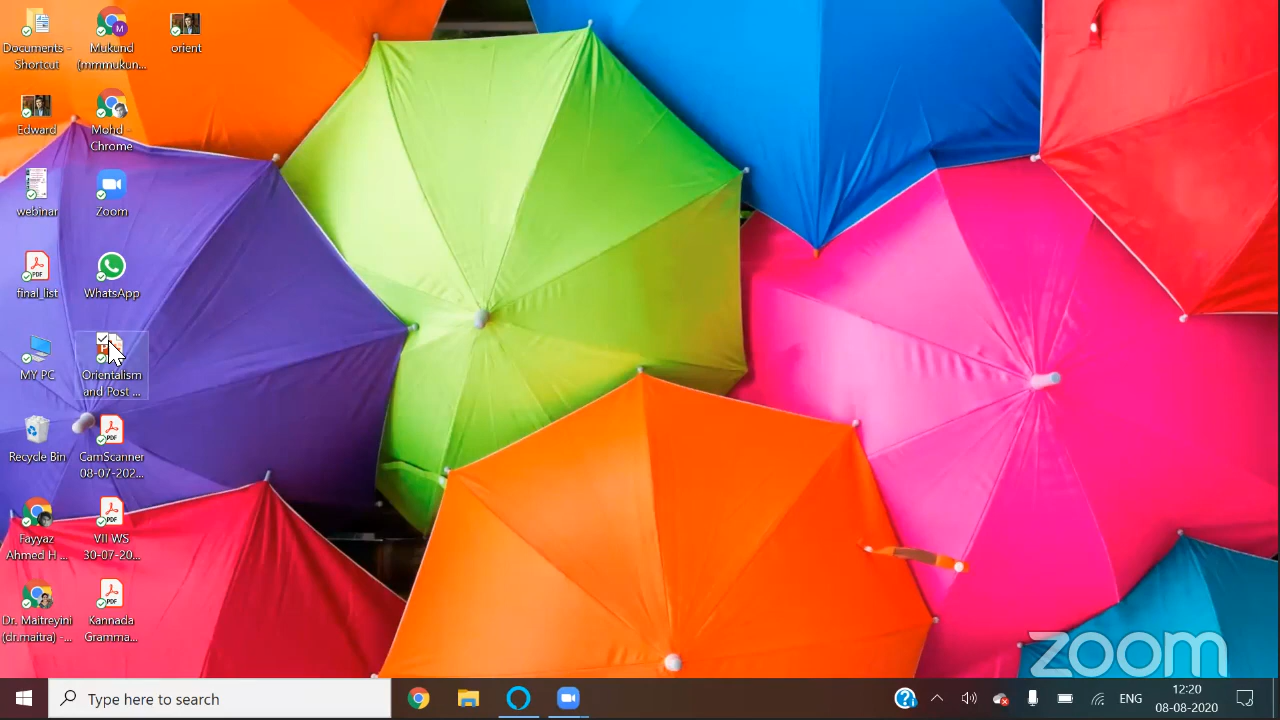 Documents -
Shortcut
Mukund
(mmmukun...
orient
Edward
Mohd -
Chrome
webinar
Zoom
final_list
WhatsApp
MY PC
Orientalism
and Post ...
Recycle Bin
CamScanner
08-07-202...
Fayyaz
Ahmed H ...
VII WS
30-07-20...
Dr. Maitreyini
(dr.maitra) -...
Kannada
Gramma...
zoom
Type here to search
ENG
12:20
08-08-2020